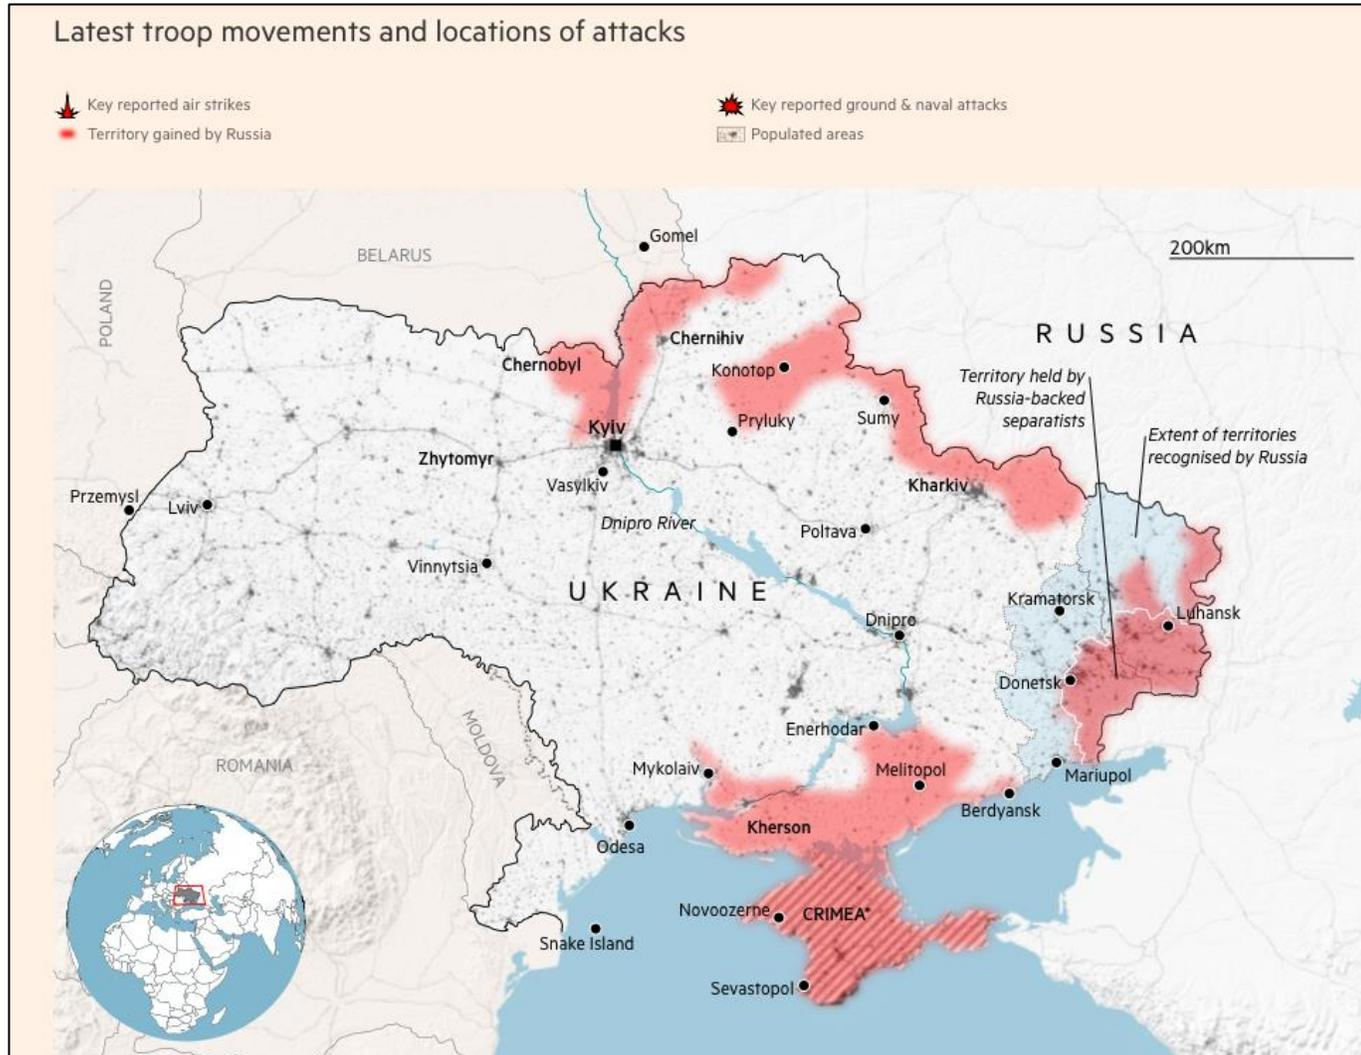 Latest troop movements and locations of attacks
Key reported air strikes
Key reported ground & naval attacks
Territory gained by Russia
Populated areas
Gomel
200km
BELARUS
POLAND
RUSSIA
Chernihiv
Chernobyl
Konotop
Territory held by
Russia-backed
separatists
Sumy
Pryluky
Kyiv
Extent of territories
recognised by Russia
Zhytomyr
Vasylkiv
Kharkiv
Przemysl
Lviv
Dnipro River
Poltava
Vinnytsia
UKRAINE
Kramatorsk
Luhansk
Dnipro
Donetsk
Enerhodar
MOLDOVA
ROMANIA
Mykolaiv
Melitopol
Mariupol
Berdyansk
Kherson
Odesa
Novoozerne
CRIMEA*
Snake Island
Sevastopol